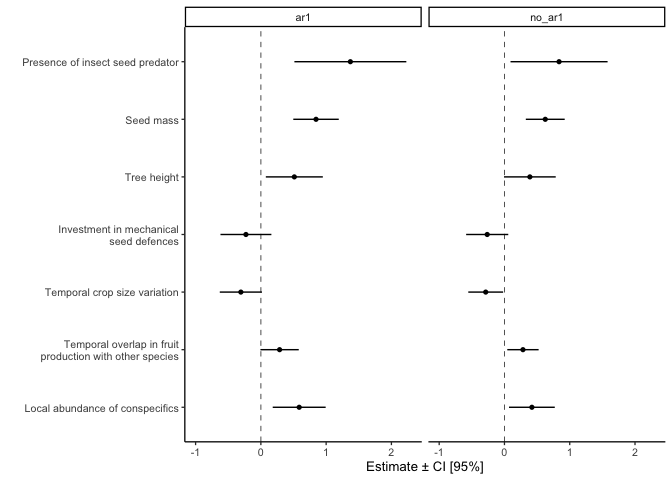 ar1
no_ar1
Presence of insect seed predator
Seed mass
Tree height
Investment in mechanical
seed defences
Temporal crop size variation
Temporal overlap in fruit
production with other species
Local abundance of conspecifics
-1 0 1 2 -1 0 1 2
Estimate ± CI [95%]